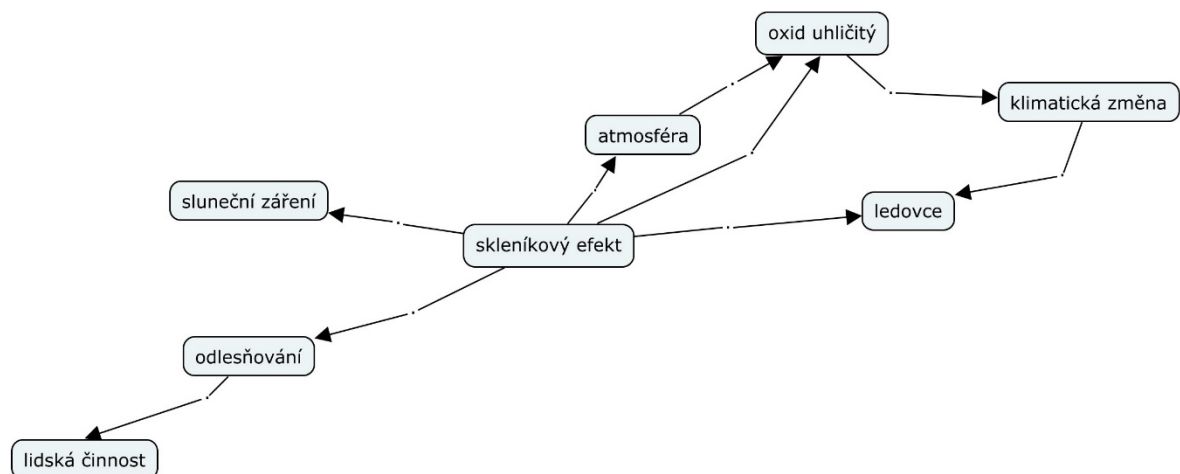 oxid uhličitý
klimatická změna
atmosféra
sluneční záření
ledovce
skleníkový efekt
odlesňování
lidská činnost